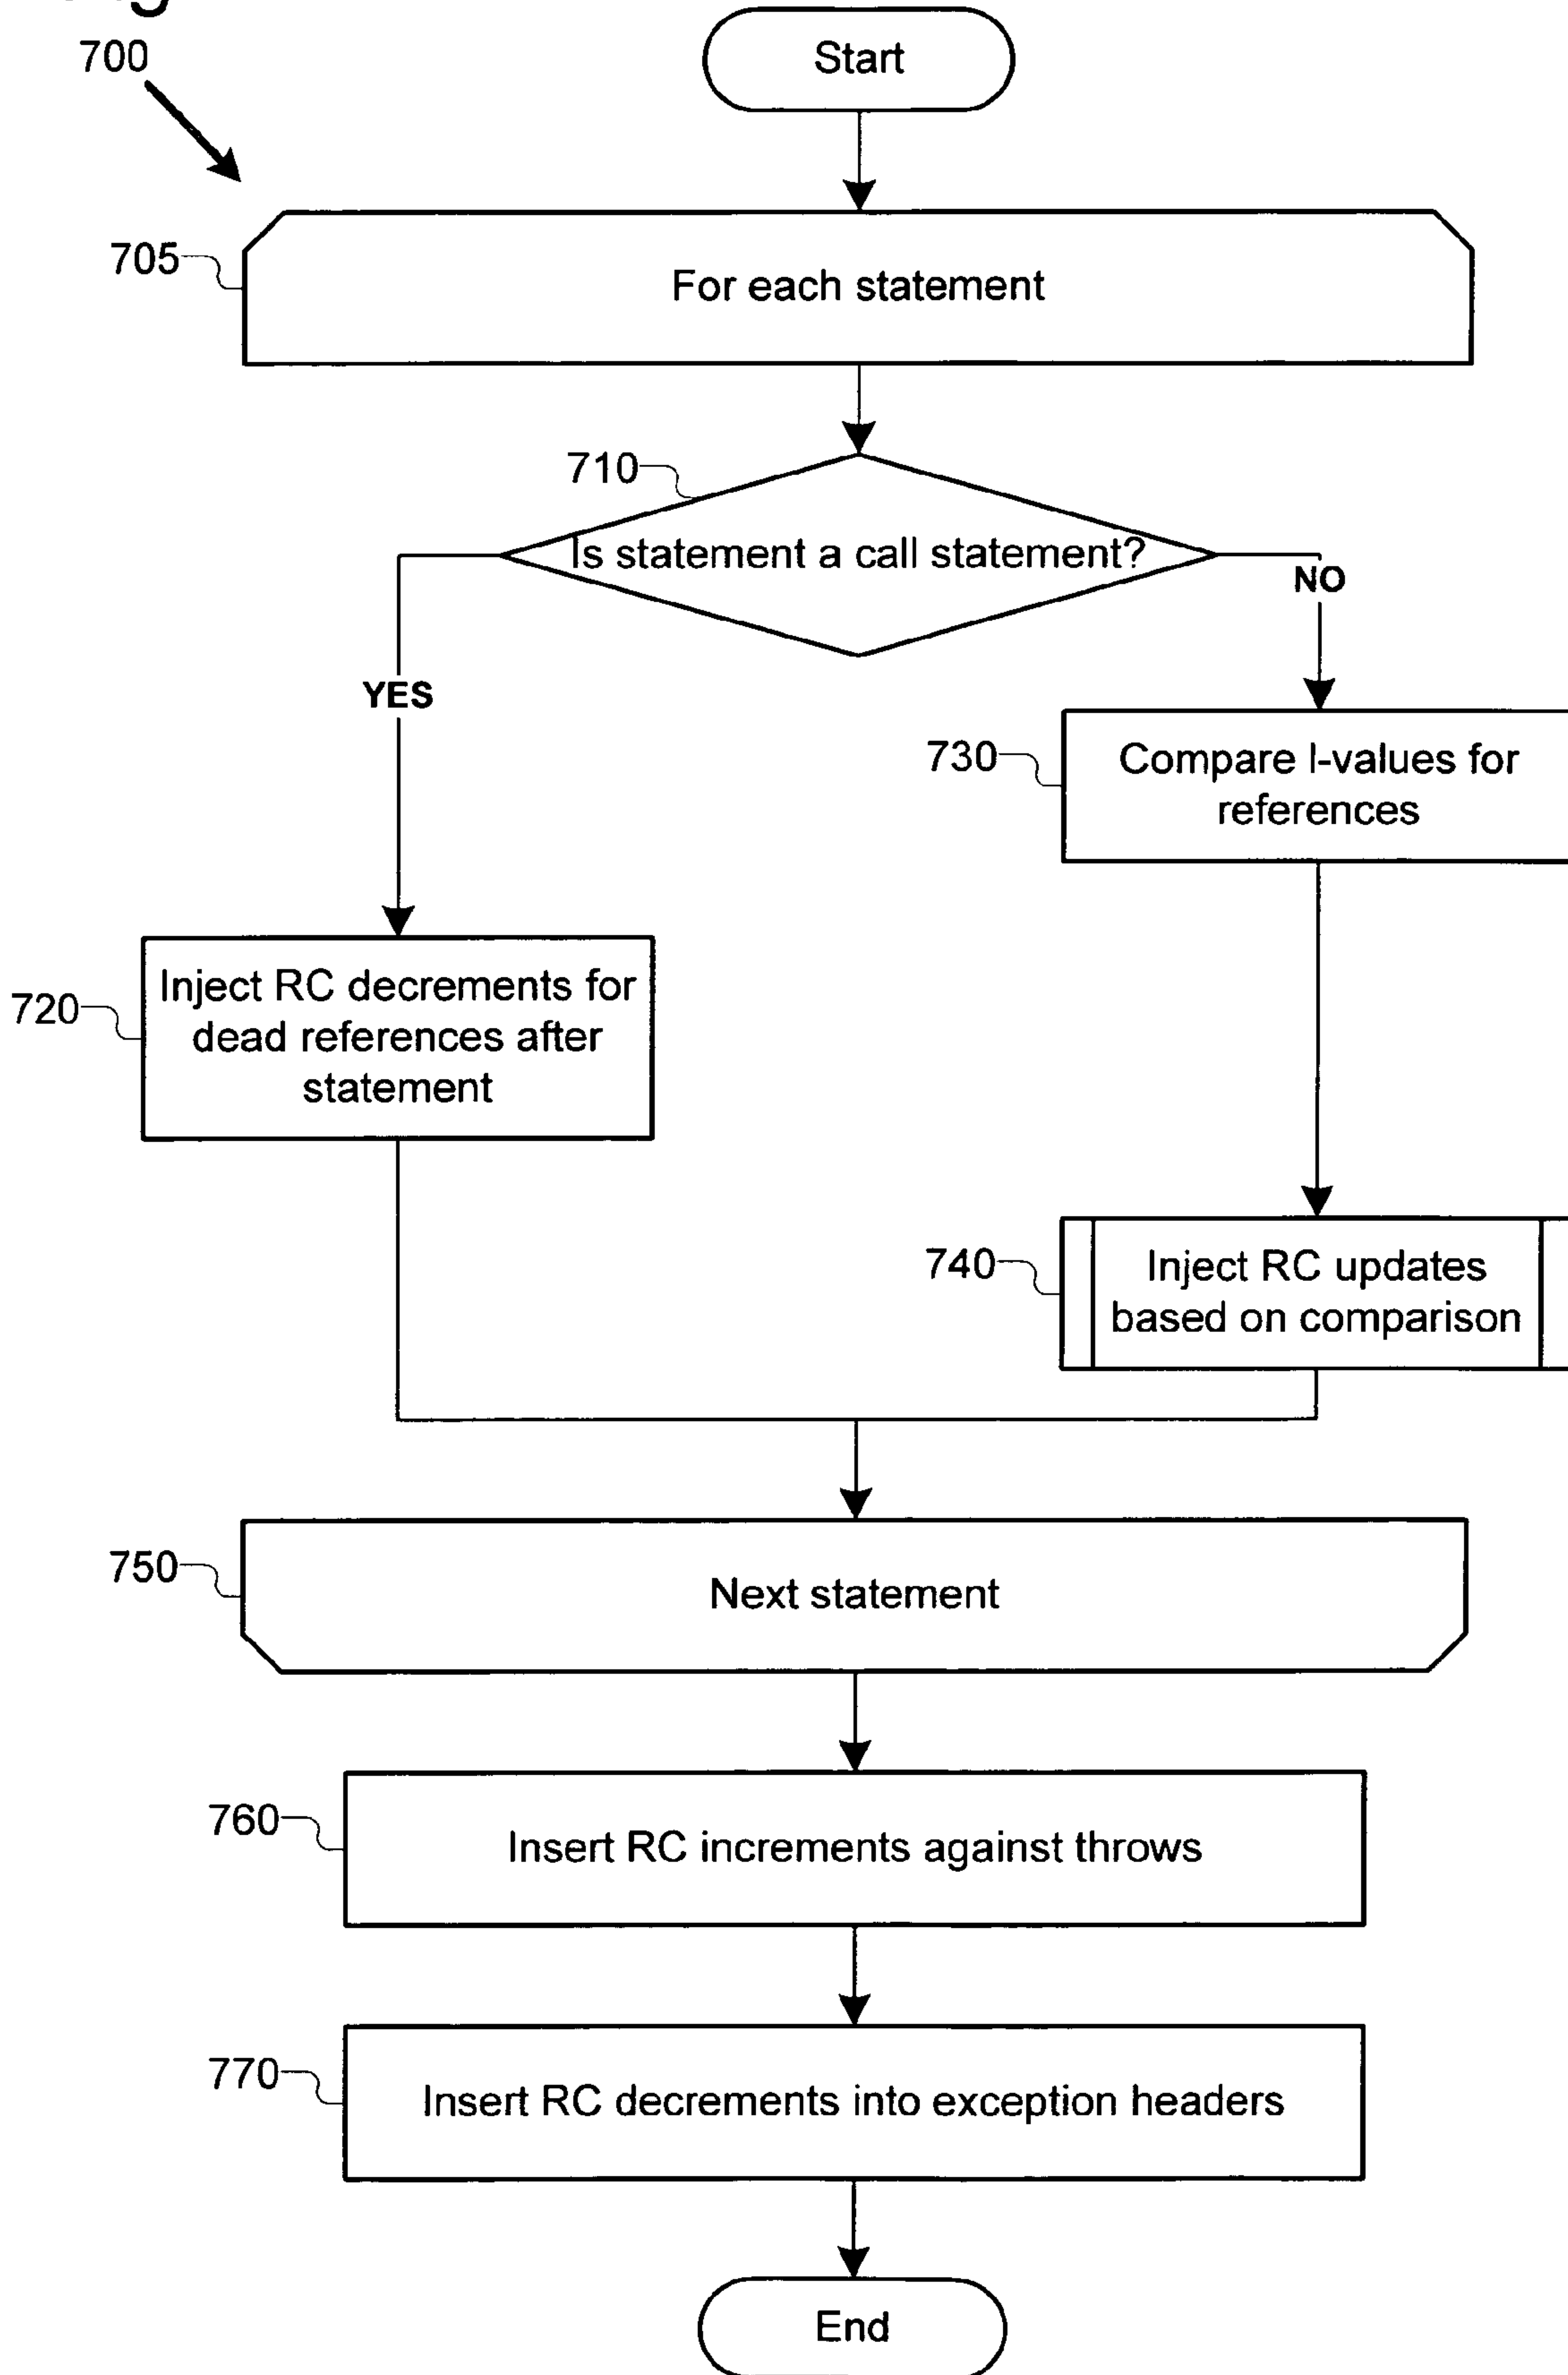 700
Start
705
For each statement
710
Is statement a call statement?
NO
YES
730
Compare l-values for
references
720
Inject RC decrements for
dead references after
statement
740
Inject RC updates
based on comparison
750
Next statement
760
Insert RC increments against throws
770
Insert RC decrements into exception headers
End